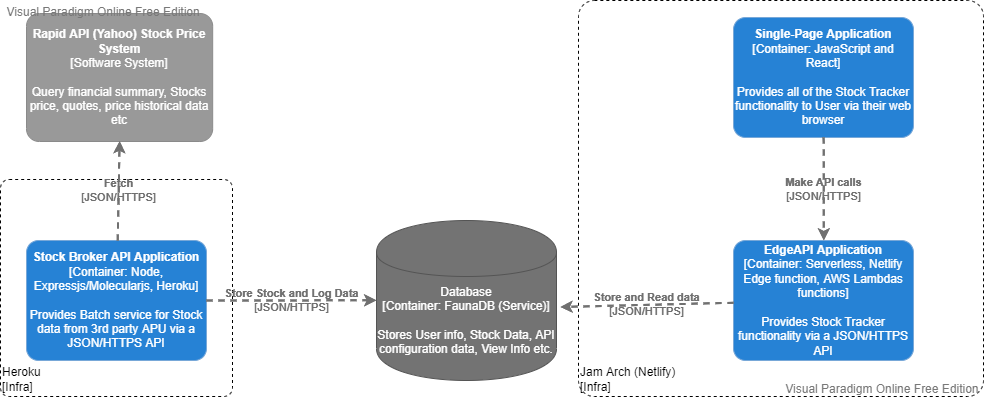 Visual Paradigm Online Free Edition
Rapid API (Yahoo) Stock Price
System
[Software System]
Query financial summary, Stocks
price, quotes, price historical data
etc
Fetch
[JSON/HTTPS]
Stock Broker API Application
[Container: Node,
Expressjs/Molecularjs, Heroku]
Provides Batch service for Stock
data from 3rd party APU via a
JSON/HTTPS API
Heroku
[Infra]
Store Stock and Log Data
[JSON/HTTPS]
Database
[Container: FaunaDB (Service)]
Stores User info, Stock Data, API
configuration data, View Info etc.
Store and Read data
[JSON/HTTPS]
Single-Page Application
[Container: JavaScript and
React]
Provides all of the Stock Tracker
functionality to User via their web
browser
Make API calls
[JSON/HTTPS]
EdgeAPI Application
[Container: Serverless, Netlify
Edge function, AWS Lambdas
functions]
Provides Stock Tracker
functionality via a JSON/HTTPS
API
Jam Arch (Netlify)
[Infra]
Visual Paradigm Online Free Edition